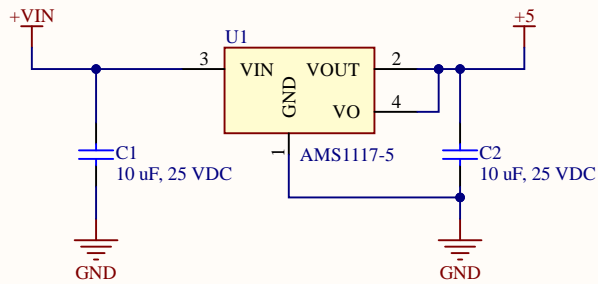 +VIN
+5
U1
3
VIN
VOUT
2
GND
VO
4
1
AMS1117-5
C1
10 uF, 25 VDC
C2
10 uF, 25 VDC
GND
GND